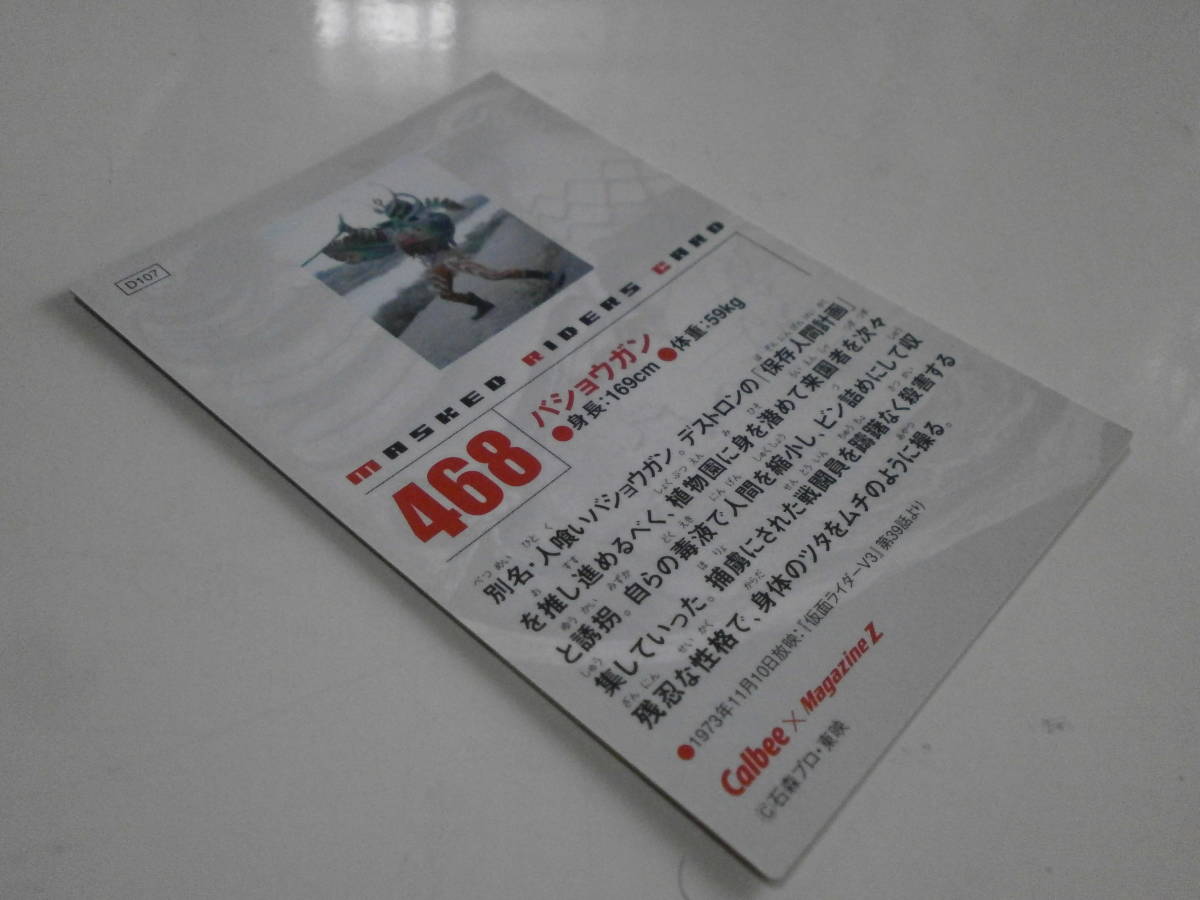 D107
MASKED RIDERS CARD
468
バショウガン
●身長:169cm ●体重:59kg
別名・人喰いバショウガン。デストロンの「保存人間計画」
を推し進めるべく、植物園に身を潜めて来園者を次々
と誘拐。自らの毒液で人間を縮小し、ビン詰めにして収
集していった。捕虜にされた戦闘員を躊躇なく殺害する
残忍な性格で、身体のツタをムチのように操る。
●1973年11月10日放映:『仮面ライダーV3』第39話より
Calbee × Magazine Z
©石森プロ・東映